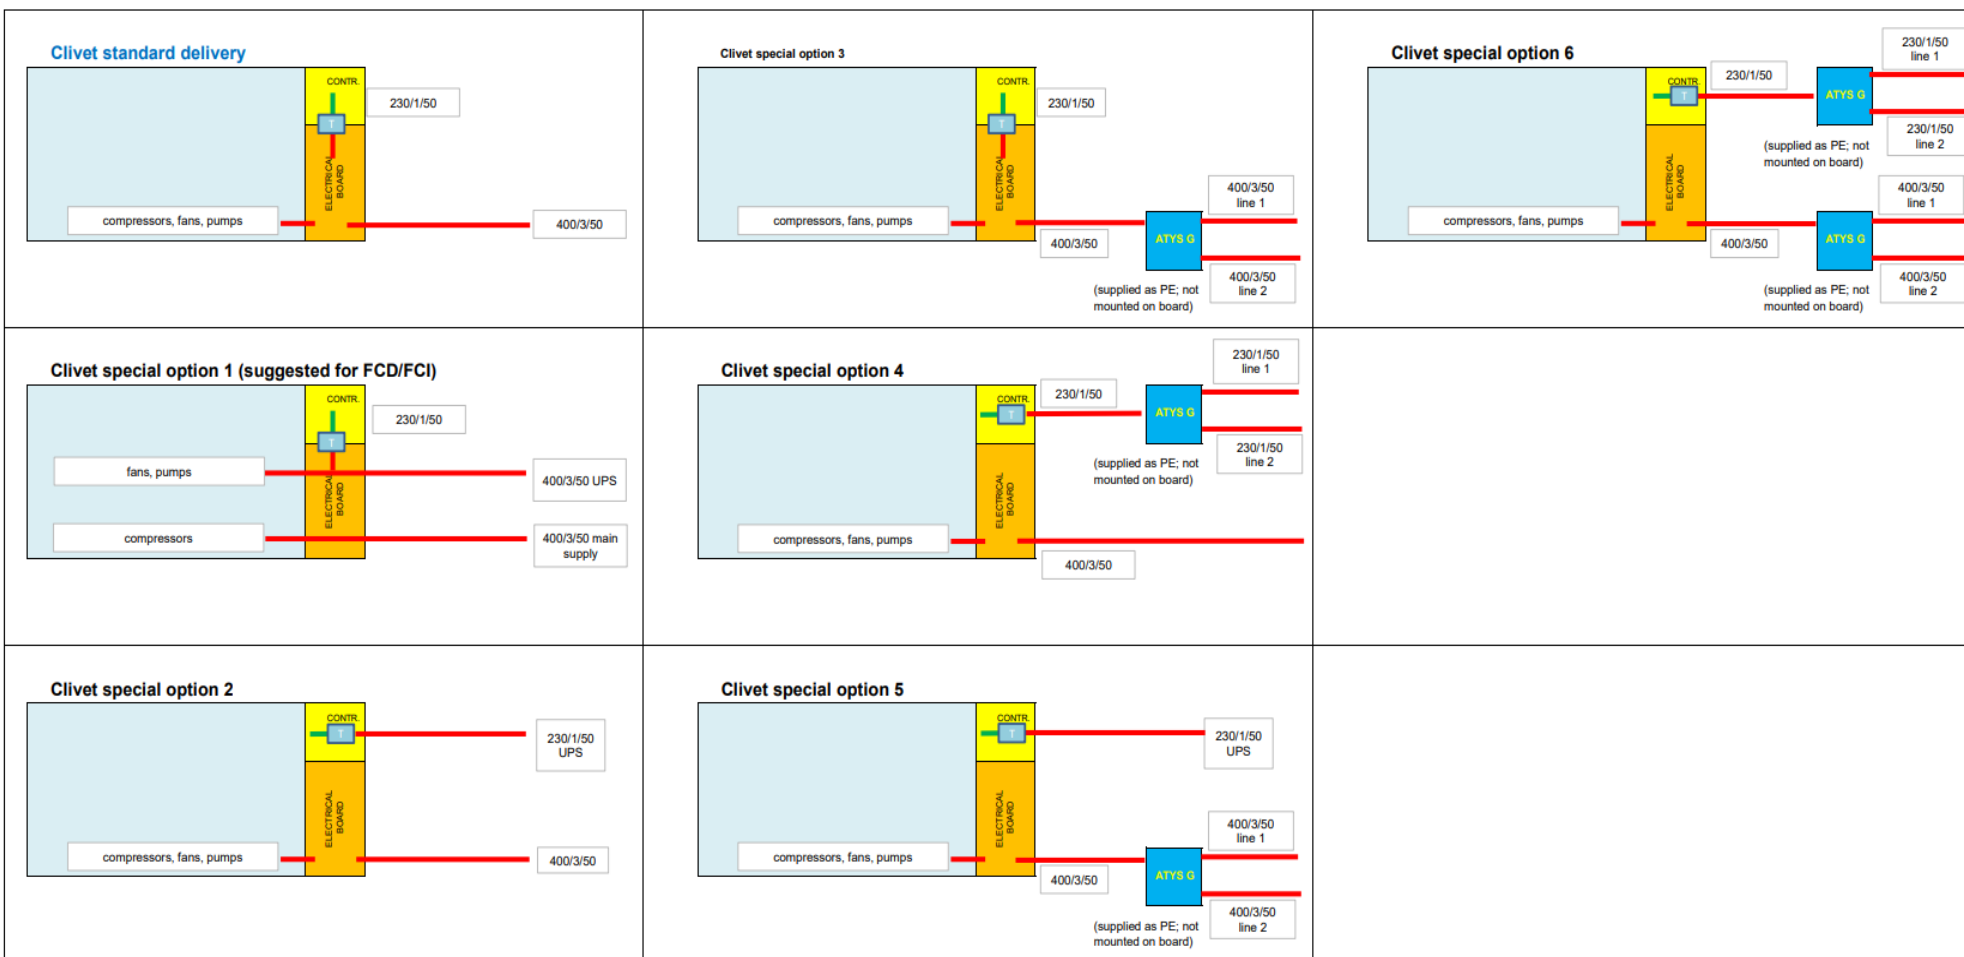 Clivet standard delivery
CONTR.
230/1/50
T
ELECTRICAL
BOARD
compressors, fans, pumps
400/3/50
Clivet special option 3
CONTR.
230/1/50
T
ELECTRICAL
BOARD
compressors, fans, pumps
400/3/50
ATYS G
400/3/50
line 1
400/3/50
line 2
(supplied as PE; not
mounted on board)
Clivet special option 6
CONTR.
T
230/1/50
ATYS G
230/1/50
line 1
230/1/50
line 2
(supplied as PE; not
mounted on board)
ELECTRICAL
BOARD
compressors, fans, pumps
400/3/50
ATYS G
400/3/50
line 1
400/3/50
line 2
(supplied as PE; not
mounted on board)
Clivet special option 1 (suggested for FCD/FCI)
CONTR.
230/1/50
T
fans, pumps
ELECTRICAL
BOARD
400/3/50 UPS
compressors
400/3/50 main
supply
Clivet special option 4
CONTR.
T
230/1/50
ATYS G
230/1/50
line 1
230/1/50
line 2
(supplied as PE; not
mounted on board)
ELECTRICAL
BOARD
compressors, fans, pumps
400/3/50
Clivet special option 2
CONTR.
T
230/1/50
UPS
ELECTRICAL
BOARD
compressors, fans, pumps
400/3/50
Clivet special option 5
CONTR.
T
230/1/50
UPS
ELECTRICAL
BOARD
compressors, fans, pumps
400/3/50
ATYS G
400/3/50
line 1
400/3/50
line 2
(supplied as PE; not
mounted on board)